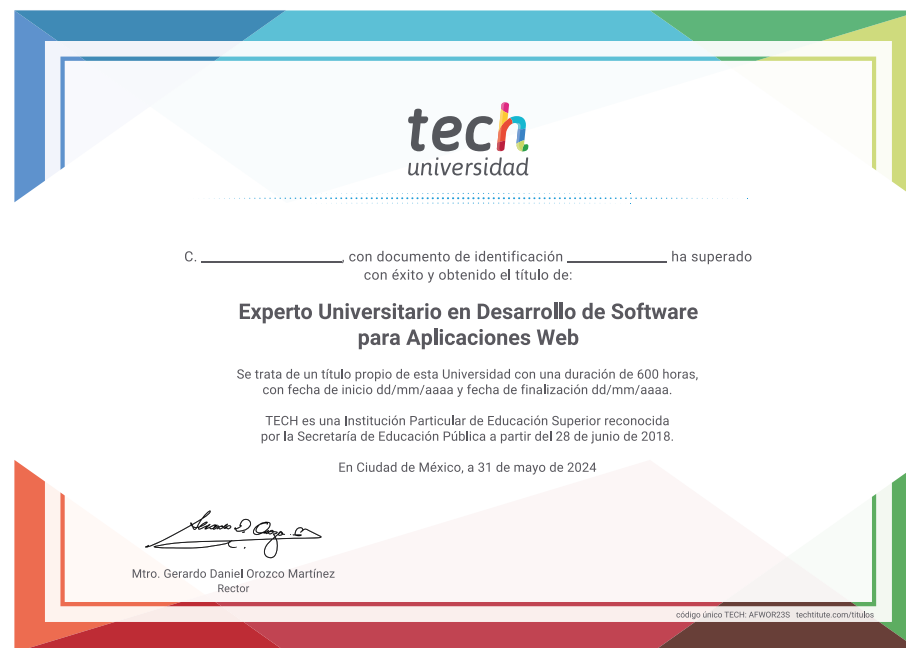 tech
universidad
C. ____________, con documento de identificación ____________ ha superado
con éxito y obtenido el título de:
Experto Universitario en Desarrollo de Software
para Aplicaciones Web
Se trata de un título propio de esta Universidad con una duración de 600 horas,
con fecha de inicio dd/mm/aaaa y fecha de finalización dd/mm/aaaa.
TECH es una Institución Particular de Educación Superior reconocida
por la Secretaría de Educación Pública a partir del 28 de junio de 2018.
En Ciudad de México, a 31 de mayo de 2024
Mtro. Gerardo Daniel Orozco Martínez
Rector
código único TECH: AFWOR23S techtitute.com/titulos